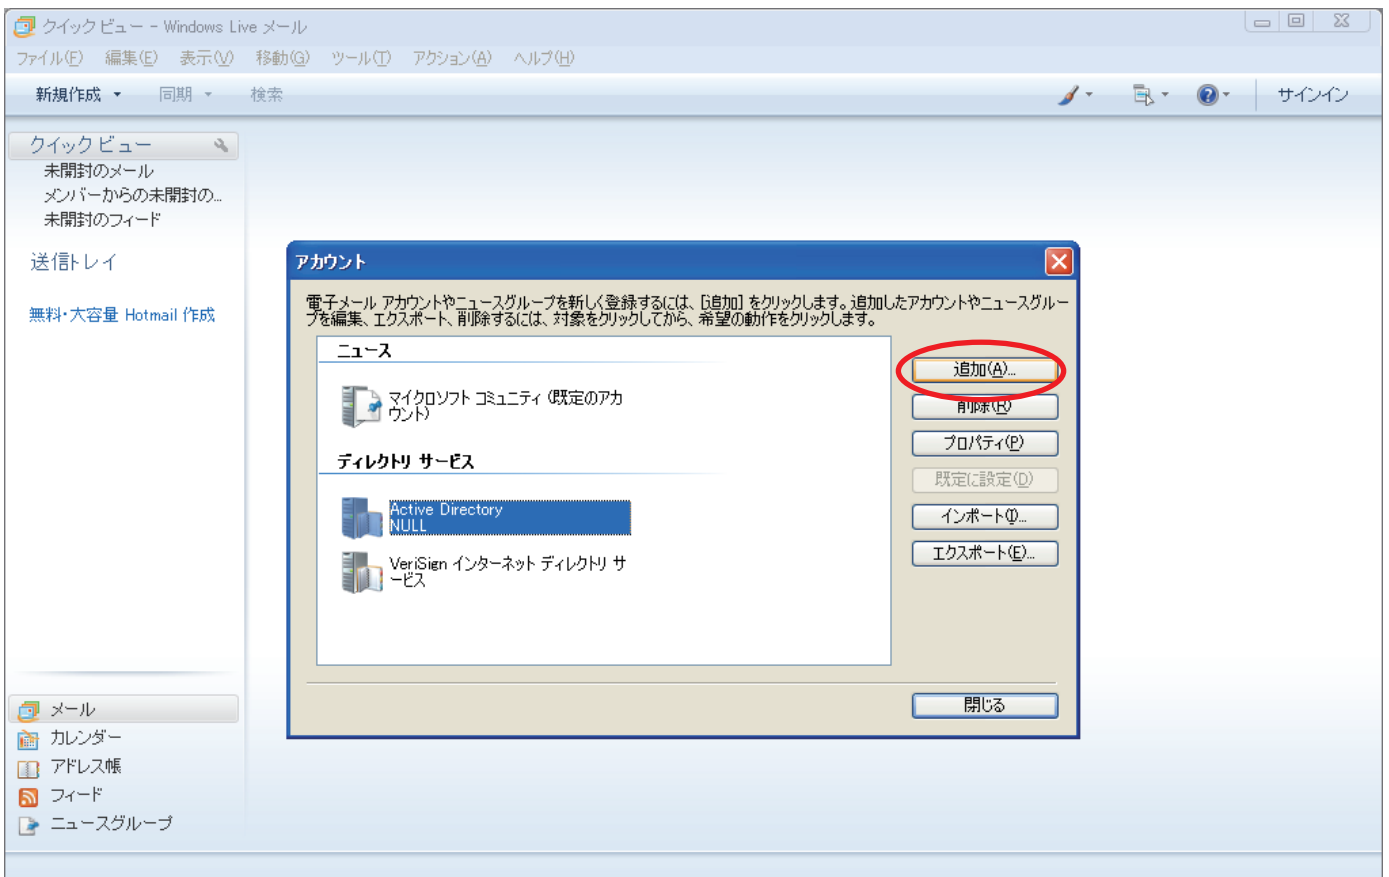 クイック ビュー - Windows Live メール
ファイル(F) 編集(E) 表示(V) 移動(G) ツール(T) アクション(A) ヘルプ(H)
新規作成 同期 検索 サインイン
クイック ビュー
未開封のメール
メンバーからの未開封の...
未開封のフィード
送信トレイ
無料・大容量 Hotmail 作成
アカウント
電子メール アカウントやニュースグループを新しく登録するには、[追加] をクリックします。追加したアカウントやニュースグルー
プを編集、エクスポート、削除するには、対象をクリックしてから、希望の動作をクリックします。
ニュース
マイクロソフト コミュニティ (既定のアカ
ウント)
ディレクトリ サービス
Active Directory
NULL
VeriSign インターネット ディレクトリ サ
ービス
追加(A)...
削除(R)
プロパティ(P)
既定に設定(D)
インポート(I)...
エクスポート(E)...
閉じる
メール
カレンダー
アドレス帳
フィード
ニュースグループ